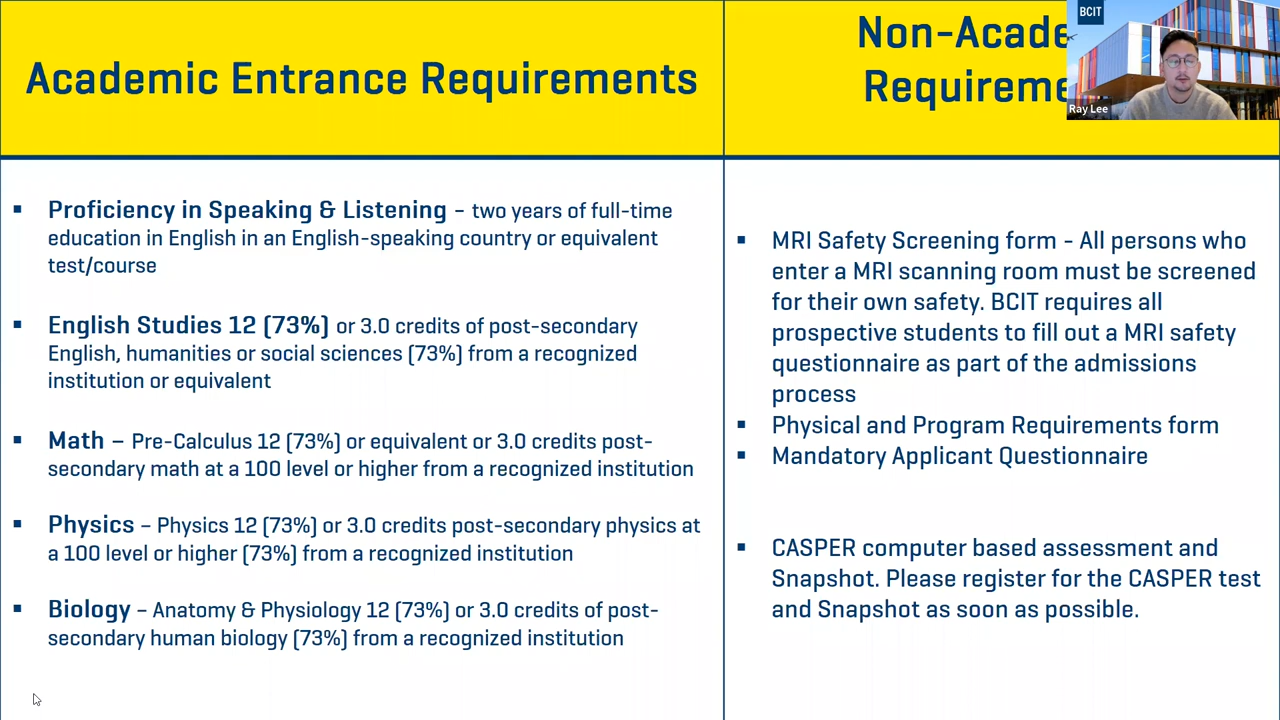 Academic Entrance Requirements
Proficiency in Speaking & Listening – two years of full-time
education in English in an English-speaking country or equivalent
test/course
English Studies 12 (73%) or 3.0 credits of post-secondary
English, humanities or social sciences (73%) from a recognized
institution or equivalent
Math – Pre-Calculus 12 (73%) or equivalent or 3.0 credits post-
secondary math at a 100 level or higher from a recognized institution
Physics – Physics 12 (73%) or 3.0 credits post-secondary physics at
a 100 level or higher (73%) from a recognized institution
Biology – Anatomy & Physiology 12 (73%) or 3.0 credits of post-
secondary human biology (73%) from a recognized institution
Non-Acade
Requireme
BCIT
Ray Lee
MRI Safety Screening form - All persons who
enter a MRI scanning room must be screened
for their own safety. BCIT requires all
prospective students to fill out a MRI safety
questionnaire as part of the admissions
process
Physical and Program Requirements form
Mandatory Applicant Questionnaire
CASPER computer based assessment and
Snapshot. Please register for the CASPER test
and Snapshot as soon as possible.